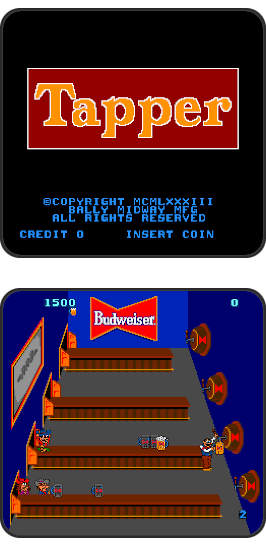 Tapper
©COPYRIGHT MCMLXXXIII
BALLY MIDWAY MFG
ALL RIGHTS RESERVED
CREDIT 0 INSERT COIN
1500 0
Budweiser
2